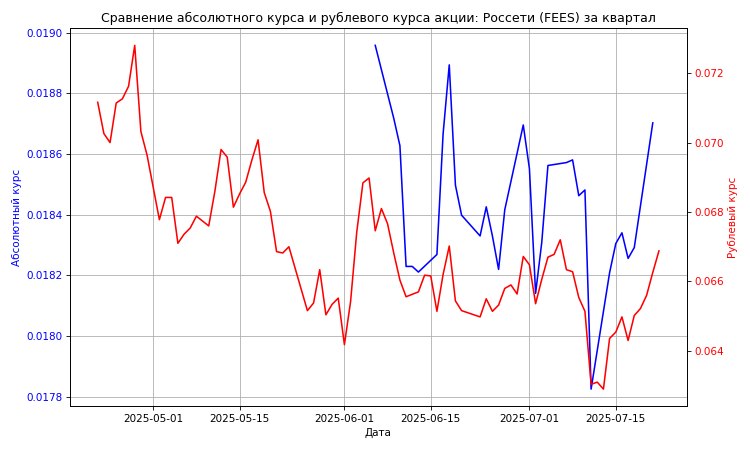 Сравнение абсолютного курса и рублевого курса акции: Россети (FEES) за квартал
0.0190
0.0188
0.0186
0.0184
0.0182
0.0180
0.0178
Абсолютный курс
0.072
0.070
0.068
0.066
0.064
Рублевый курс
2025-05-01 2025-05-15 2025-06-01 2025-06-15 2025-07-01 2025-07-15
Дата